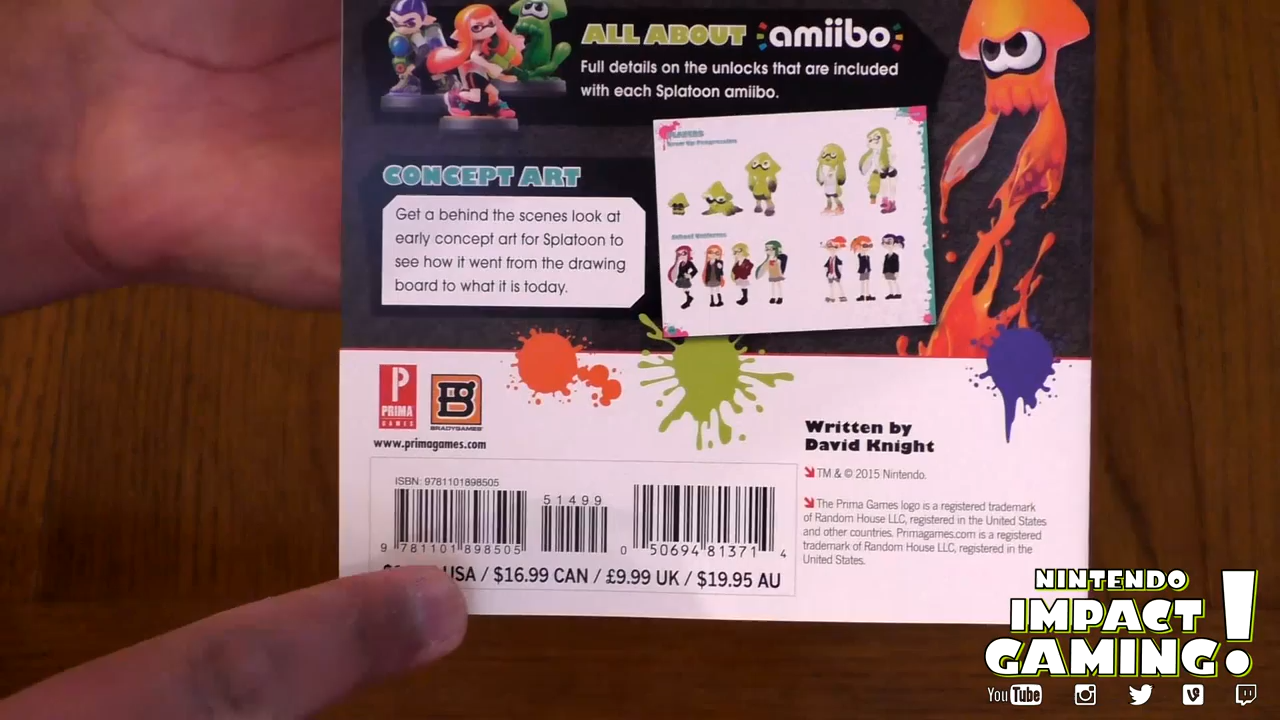 ALL ABOUT amiibo
Full details on the unlocks that are included
with each Splatoon amiibo.
PLAYERS
CONCEPT ART
Get a behind the scenes look at
early concept art for Splatoon to
see how it went from the drawing
board to what it is today.
School Uniforms
P
PRIMA
GAMES
BG
BRADYGAMES
www.primagames.com
Written by
David Knight
TM & © 2015 Nintendo.
The Prima Games logo is a registered trademark
of Random House LLC, registered in the United States
and other countries. Primagames.com is a registered
trademark of Random House LLC, registered in the
United States.
ISBN: 9781101898505
51499
9 781101 898505
0 50694 81371 4
USA / $16.99 CAN / £9.99 UK / $19.95 AU
NINTENDO
IMPACT
GAMING!
YouTube